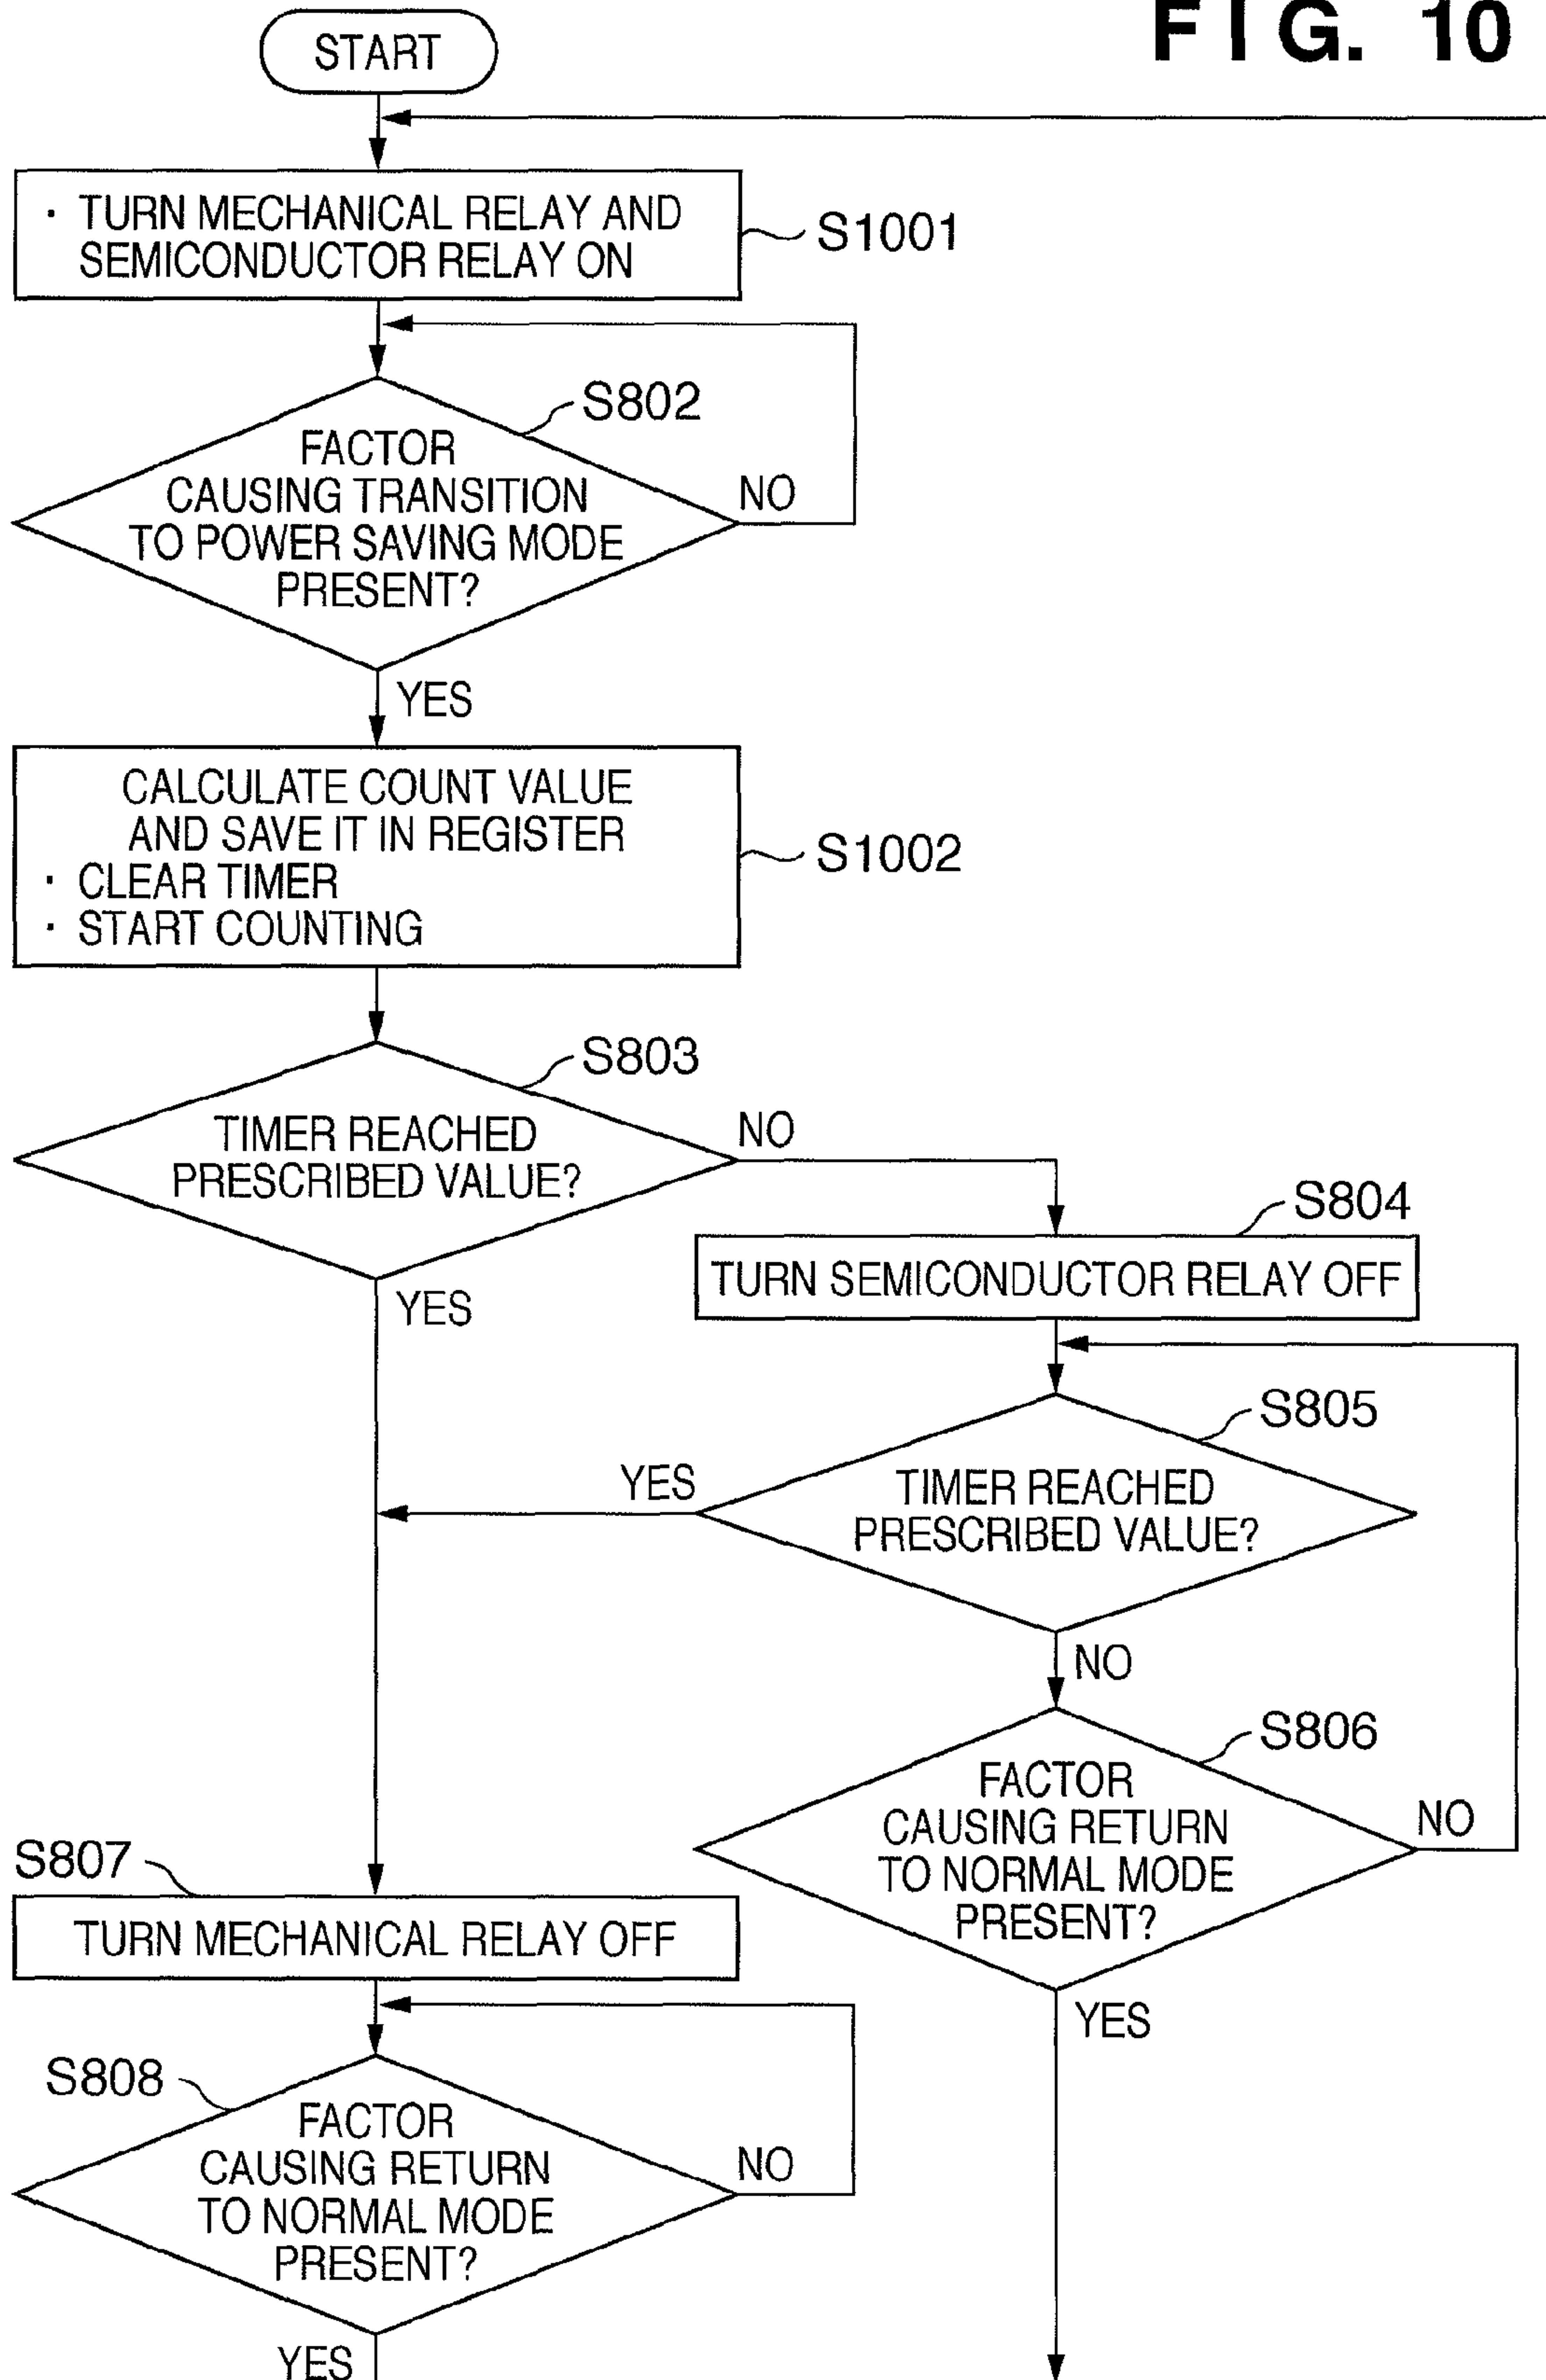 FIG. 10
START
· TURN MECHANICAL RELAY AND
SEMICONDUCTOR RELAY ON
S1001
S802
FACTOR
CAUSING TRANSITION
TO POWER SAVING MODE
PRESENT?
NO
YES
CALCULATE COUNT VALUE
AND SAVE IT IN REGISTER
· CLEAR TIMER
· START COUNTING
S1002
S803
TIMER REACHED
PRESCRIBED VALUE?
NO
YES
S804
TURN SEMICONDUCTOR RELAY OFF
S805
TIMER REACHED
PRESCRIBED VALUE?
YES
NO
S806
FACTOR
CAUSING RETURN
TO NORMAL MODE
PRESENT?
NO
YES
S807
TURN MECHANICAL RELAY OFF
S808
FACTOR
CAUSING RETURN
TO NORMAL MODE
PRESENT?
NO
YES